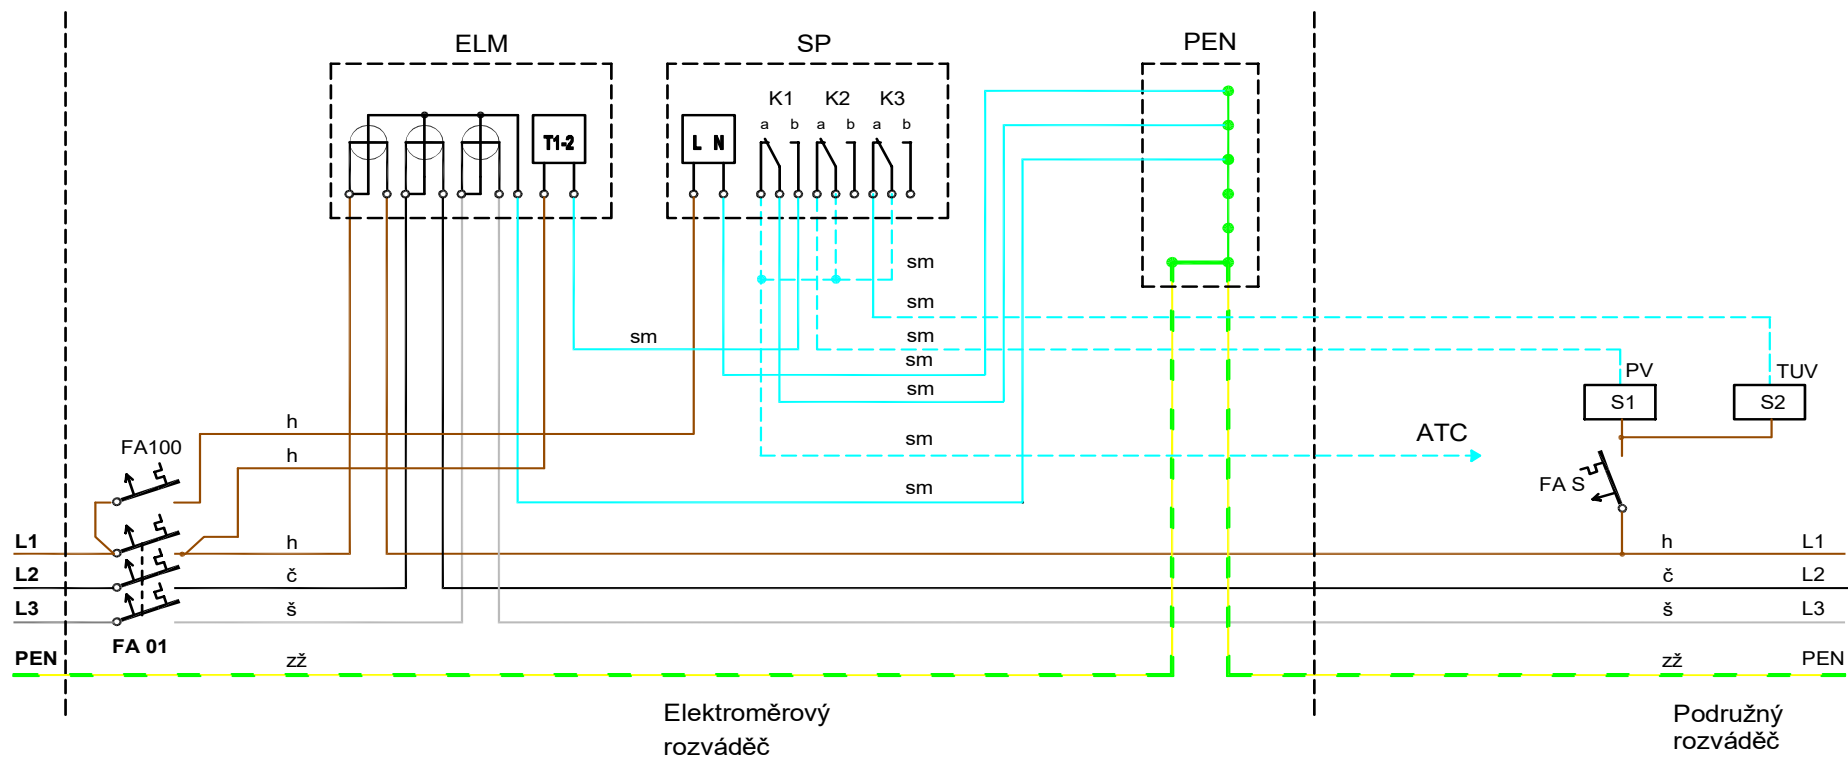 ELM
SP
PEN
K1 K2 K3
a b a b a b
T1-2
L N
sm
sm
sm
sm
sm
sm
PV
TUV
S1
S2
h
sm
ATC
FA100
h
sm
FA S
L1
h
h
L1
L2
č
č
L2
L3
š
š
L3
FA 01
PEN
zž
zž
PEN
Elektroměrový
rozváděč
Podružný
rozváděč